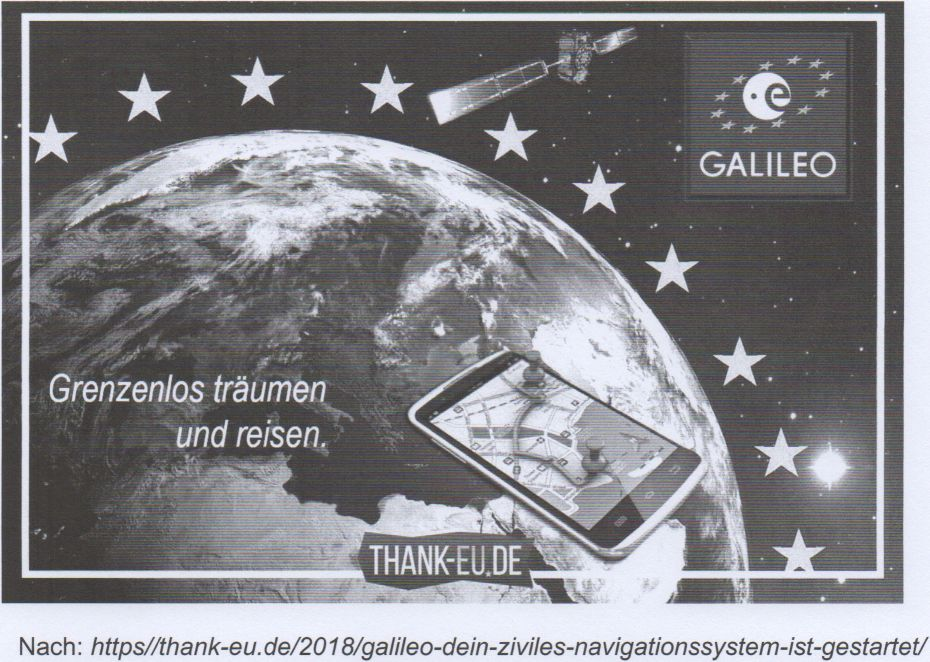 GALILEO
Grenzenlos träumen
und reisen.
THANK-EU.DE
Nach: https//thank-eu.de/2018/galileo-dein-ziviles-navigationssystem-ist-gestartet/